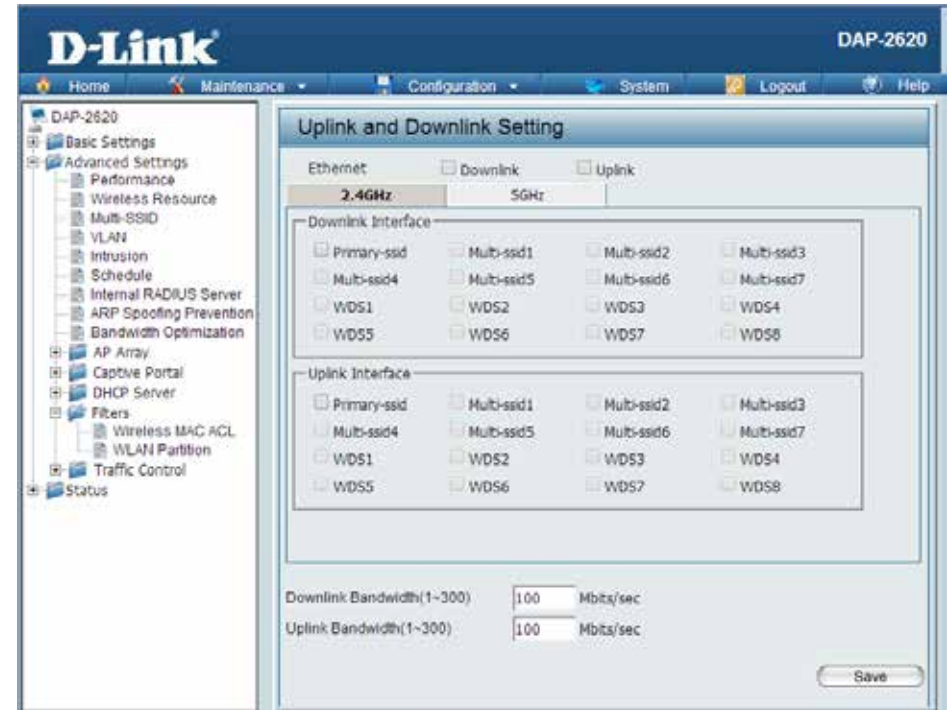 D-Link
DAP-2620
Home Maintenance Configuration System Logout Help
DAP-2620
Basic Settings
Advanced Settings
Performance
Wireless Resource
Multi-SSID
VLAN
Intrusion
Schedule
Internal RADIUS Server
ARP Spoofing Prevention
Bandwidth Optimization
AP Array
Captive Portal
DHCP Server
Filters
Wireless MAC ACL
WLAN Partition
Traffic Control
Status
Uplink and Downlink Setting
Ethernet Downlink Uplink
2.4GHz 5GHz
Downlink Interface
Primary-ssid Multi-ssid1 Multi-ssid2 Multi-ssid3
Multi-ssid4 Multi-ssid5 Multi-ssid6 Multi-ssid7
WDS1 WDS2 WDS3 WDS4
WDS5 WDS6 WDS7 WDS8
Uplink Interface
Primary-ssid Multi-ssid1 Multi-ssid2 Multi-ssid3
Multi-ssid4 Multi-ssid5 Multi-ssid6 Multi-ssid7
WDS1 WDS2 WDS3 WDS4
WDS5 WDS6 WDS7 WDS8
Downlink Bandwidth(1~300) 100 Mbits/sec
Uplink Bandwidth(1~300) 100 Mbits/sec
Save